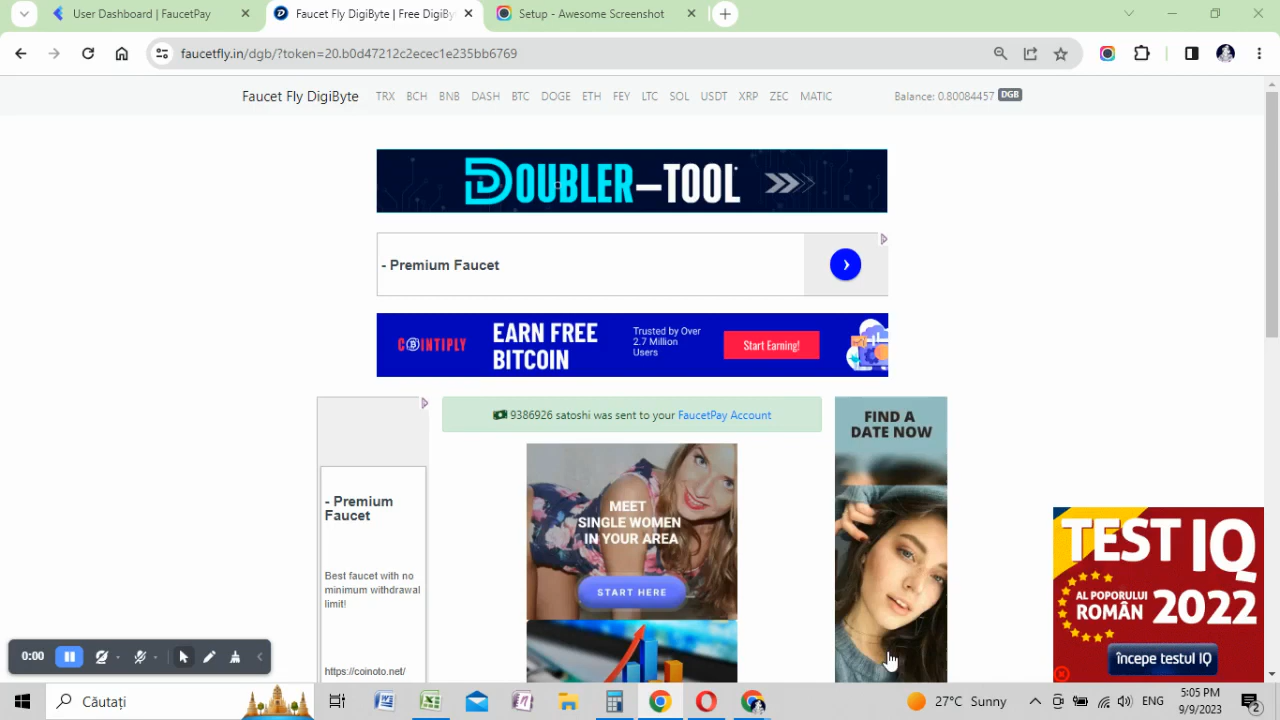 User Dashboard | FaucetPay
Faucet Fly DigiByte | Free DigiBy
Setup - Awesome Screenshot
faucetfly.in/dgb/?token=20.b0d47212c2ecec1e235bb6769
Faucet Fly DigiByte TRX BCH BNB DASH BTC DOGE ETH FEY LTC SOL USDT XRP ZEC MATIC Balance: 0.80084457 DGB
DOUBLER-TOOL
- Premium Faucet
COINTIPLY
EARN FREE
BITCOIN
Trusted by Over
2.7 Million
Users
Start Earning!
9386926 satoshi was sent to your FaucetPay Account
- Premium
Faucet
Best faucet with no
minimum withdrawal
limit!
https://coinoto.net/
MEET
SINGLE WOMEN
IN YOUR AREA
START HERE
FIND A
DATE NOW
TEST IQ
AL POPORULUI
ROMÂN 2022
începe testul IQ
0:00
Căutați
27°C Sunny
ENG
5:05 PM
9/9/2023
2